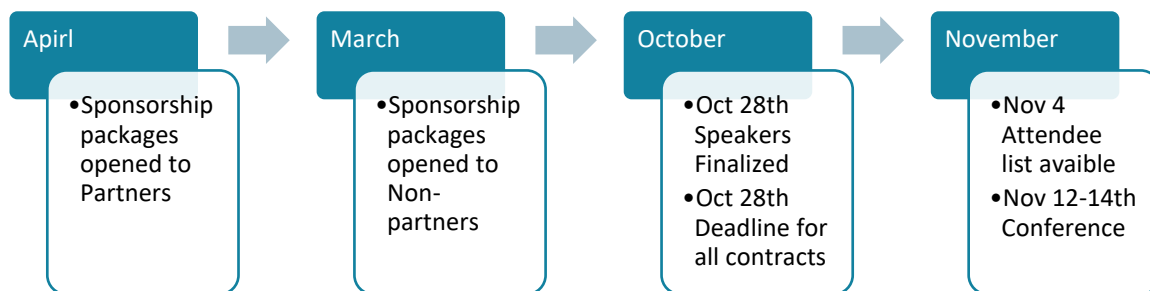 Apirl
•Sponsorship
packages
opened to
Partners
March
•Sponsorship
packages
opened to
Non-
partners
October
•Oct 28th
Speakers
Finalized
•Oct 28th
Deadline for
all contracts
November
•Nov 4
Attendee
list avaible
•Nov 12-14th
Conference